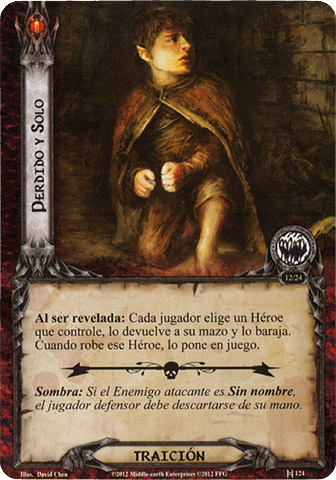 PERDIDO Y SOLO
12/24
Al ser revelada: Cada jugador elige un Héroe
que controle, lo devuelve a su mazo y lo baraja.
Cuando robe ese Héroe, lo pone en juego.
Sombra: Si el Enemigo atacante es Sin nombre,
el jugador defensor debe descartarse de su mano.
TRAICIÓN
Illus. David Chen
©2012 Middle-earth Enterprises ©2012 FFG
124